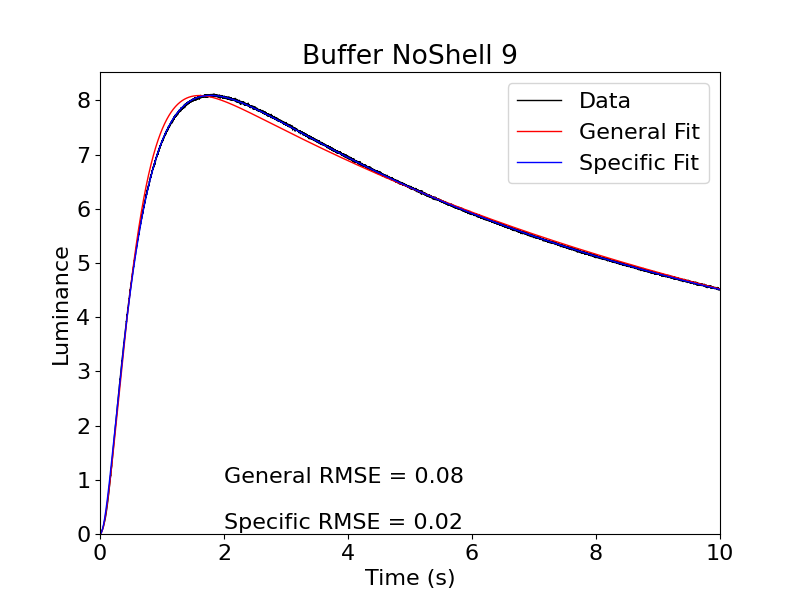 Buffer NoShell 9
Data
General Fit
Specific Fit
8
7
6
5
4
3
2
1
0
Luminance
General RMSE = 0.08
Specific RMSE = 0.02
0 2 4 6 8 10
Time (s)